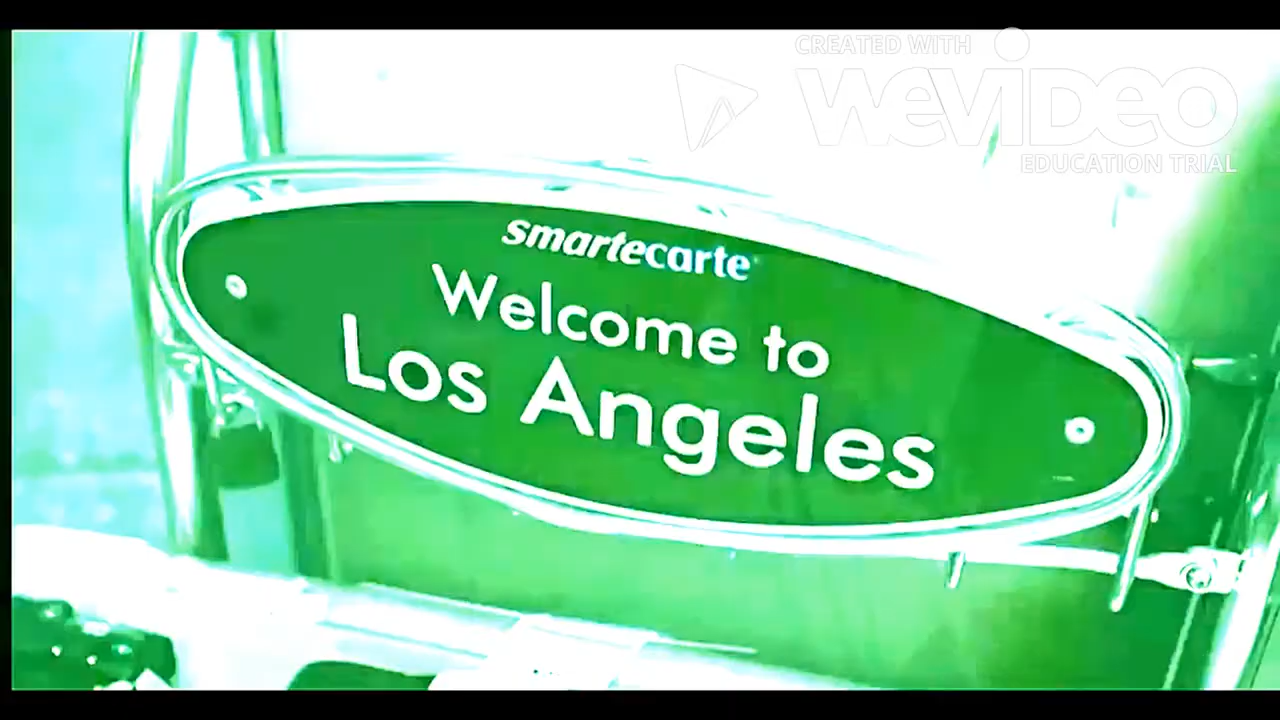 CREATED WITH
WEVIDEO
EDUCATION TRIAL
smartecarte
Welcome to
Los Angeles